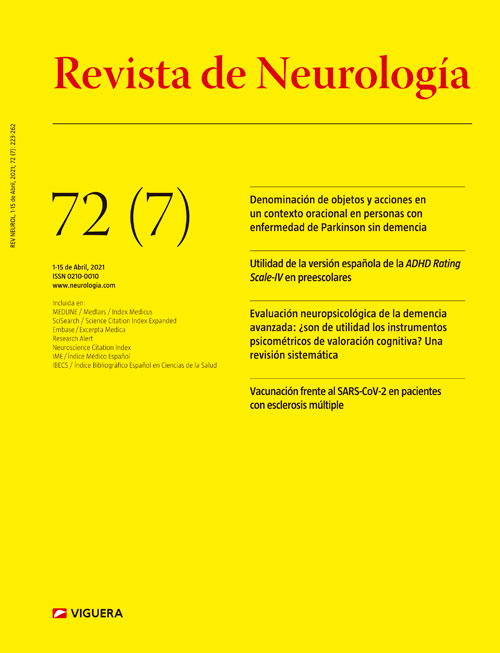 Revista de Neurología
REV NEUROL, 1-15 de Abril, 2021; 72 (7): 223-262
72 (7)
1-15 de Abril, 2021
ISSN 0210-0010
www.neurologia.com
Incluida en:
MEDLINE / Medlars / Index Medicus
SciSearch / Science Citation Index Expanded
Embase / Excerpta Medica
Research Alert
Neuroscience Citation Index
IME / Índice Médico Español
IBECS / Índice Bibliográfico Español en Ciencias de la Salud
Denominación de objetos y acciones en
un contexto oracional en personas con
enfermedad de Parkinson sin demencia
Utilidad de la versión española de la ADHD Rating
Scale-IV en preescolares
Evaluación neuropsicológica de la demencia
avanzada: ¿son de utilidad los instrumentos
psicométricos de valoración cognitiva? Una
revisión sistemática
Vacunación frente al SARS-CoV-2 en pacientes
con esclerosis múltiple
VIGUERA